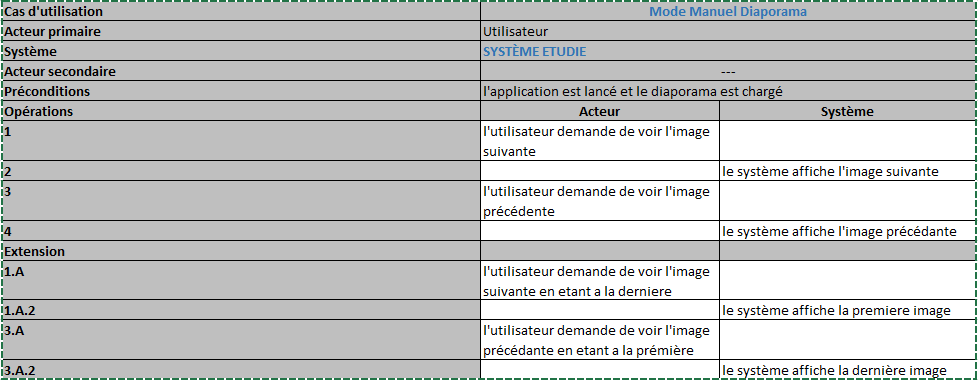 Cas d'utilisation Mode Manuel Diaporama
Acteur primaire Utilisateur
Système SYSTÈME ETUDIE
Acteur secondaire ---
Préconditions l'application est lancé et le diaporama est chargé
Opérations Acteur Système
1 l'utilisateur demande de voir l'image
suivante
2 le système affiche l'image suivante
3 l'utilisateur demande de voir l'image
précédente
4 le système affiche l'image précédante
Extension
1.A l'utilisateur demande de voir l'image
suivante en etant a la derniere
1.A.2 le système affiche la premiere image
3.A l'utilisateur demande de voir l'image
précédante en etant a la prémière
3.A.2 le système affiche la dernière image